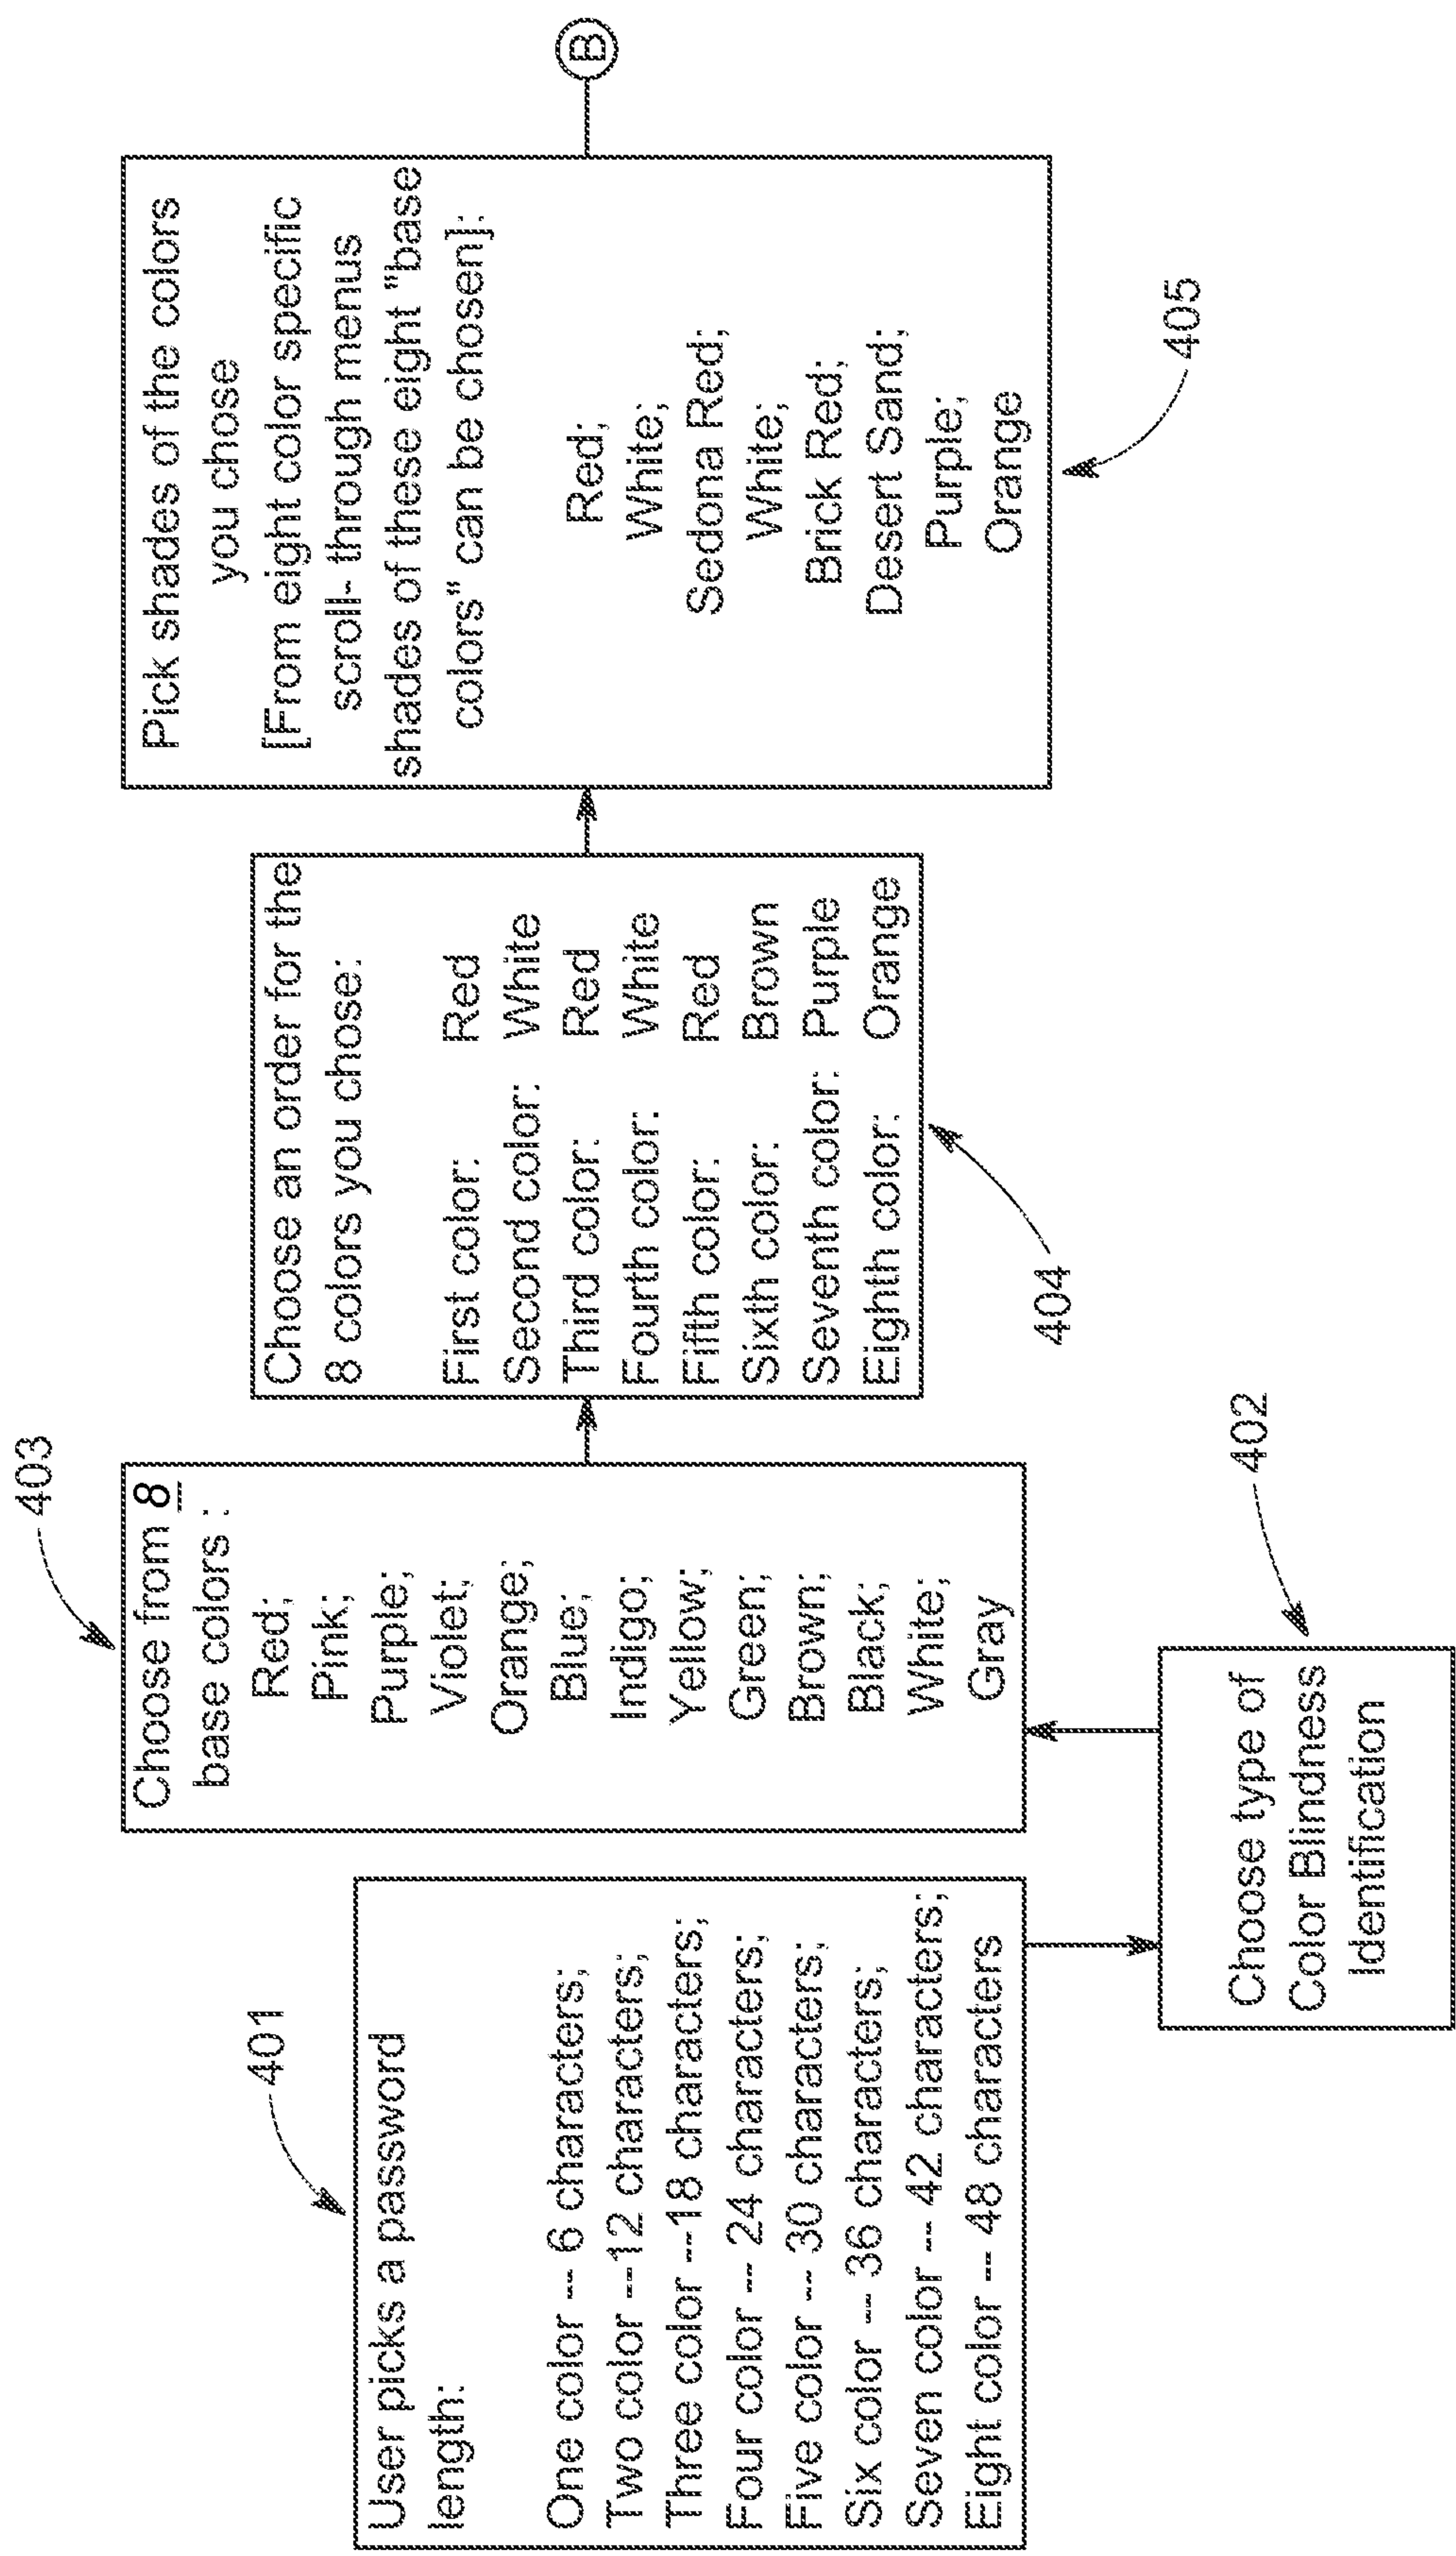 401
User picks a password
length:
One color -- 6 characters;
Two color --12 characters;
Three color --18 characters;
Four color -- 24 characters;
Five color -- 30 characters;
Six color -- 36 characters;
Seven color -- 42 characters;
Eight color -- 48 characters
402
Choose type of
Color Blindness
Identification
403
Choose from 8
base colors :
Red;
Pink;
Purple;
Violet;
Orange;
Blue;
Indigo;
Yellow;
Green;
Brown;
Black;
White;
Gray
404
Choose an order for the
8 colors you chose:
First color: Red
Second color: White
Third color: Red
Fourth color: White
Fifth color: Red
Sixth color: Brown
Seventh color: Purple
Eighth color: Orange
405
Pick shades of the colors
you chose
[From eight color specific
scroll- through menus
shades of these eight "base
colors" can be chosen]:
Red;
White;
Sedona Red;
White;
Brick Red;
Desert Sand;
Purple;
Orange
B